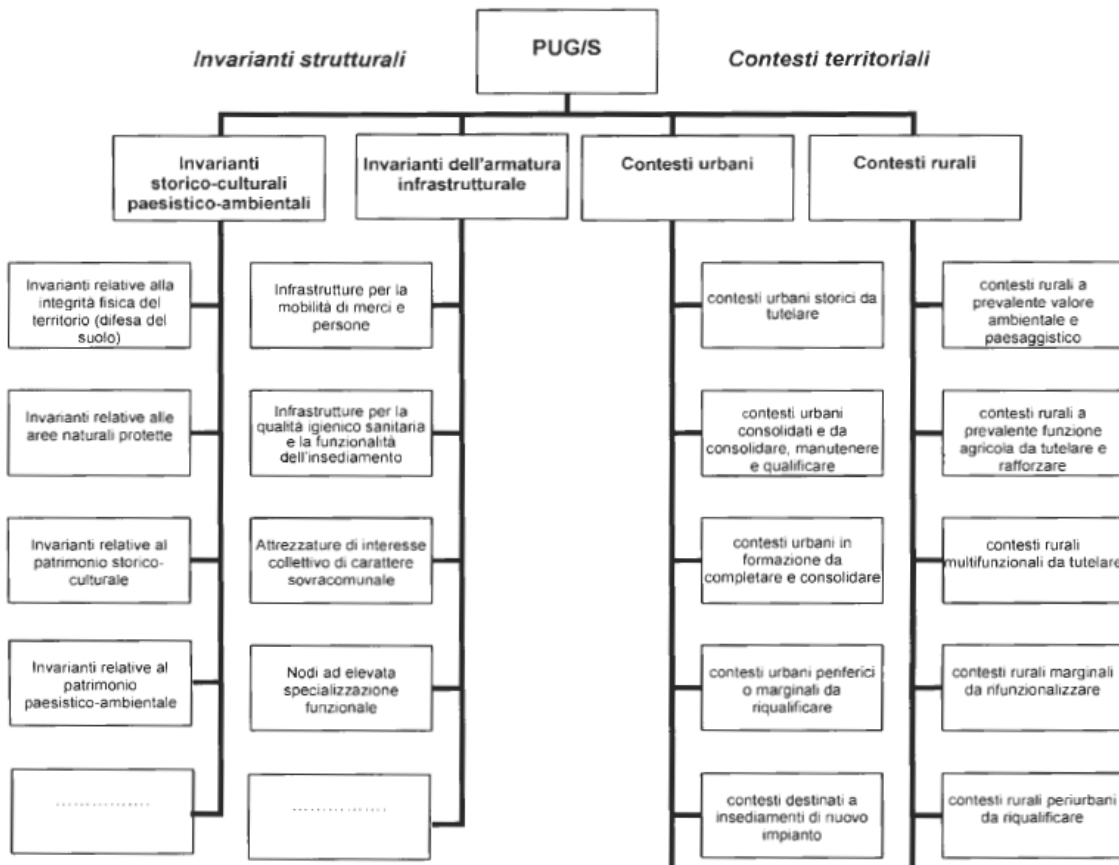 PUG/S
Invarianti strutturali
Contesti territoriali
Invarianti
storico-culturali
paesistico-ambientali
Invarianti dell'armatura
infrastrutturale
Contesti urbani
Contesti rurali
Invarianti relative alla
integrità fisica del
territorio (difesa del
suolo)
Infrastrutture per la
mobilità di merci e
persone
contesti urbani storici da
tutelare
contesti rurali a
prevalente valore
ambientale e
paesaggistico
Invarianti relative alle
aree naturali protette
Infrastrutture per la
qualità igienico sanitaria
e la funzionalità
dell'insediamento
contesti urbani
consolidati e da
consolidare, manutenere
e qualificare
contesti rurali a
prevalente funzione
agricola da tutelare e
rafforzare
Invarianti relative al
patrimonio storico-
culturale
Attrezzature di interesse
collettivo di carattere
sovracomunale
contesti urbani in
formazione da
completare e consolidare
contesti rurali
multifunzionali da tutelare
Invarianti relative al
patrimonio
paesistico-ambientale
Nodi ad elevata
specializzazione
funzionale
contesti urbani periferici
o marginali da
riqualificare
contesti rurali marginali
da rifunzionalizzare
................
................
contesti destinati a
insediamenti di nuovo
impianto
contesti rurali periurbani
da riqualificare